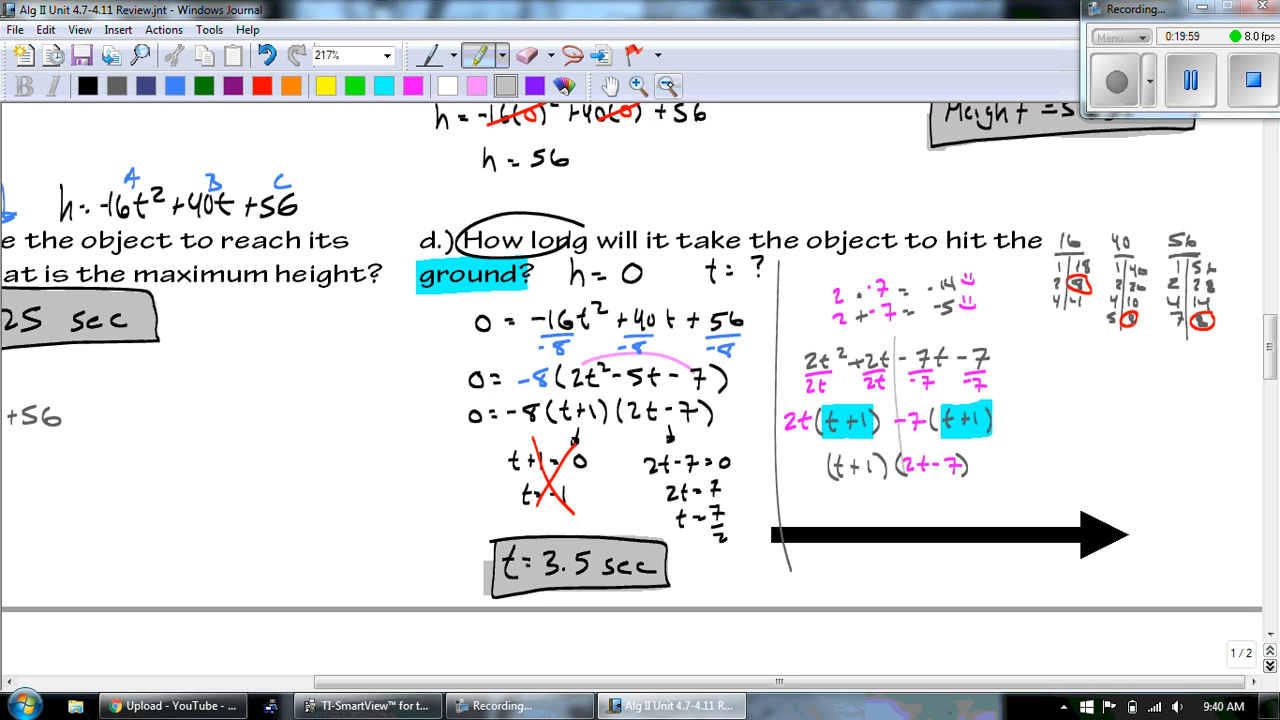 Alg II Unit 4.7-4.11 Review.jnt - Windows Journal
Recording...
File Edit View Insert Actions Tools Help
Menu
0:19:59
8.0 fps
217%
B I
h = -16(0)² +40(0) +56
Height =
h = 56
A B C
h = -16t² +40t +56
e the object to reach its
at is the maximum height?
25 sec
+56
d.) How long will it take the object to hit the
ground? h = 0 t = ?
0 = -16t² +40t +56
-8 -8 -8
0 = -8(2t² -5t -7)
0 = -8(t+1)(2t-7)
t+1 = 0 2t-7=0
t = -1 2t = 7
t = 7/2
t = 3.5 sec
2 · -7 = -14
2 + -7 = -5
2t² +2t -7t -7
2t 2t -7 -7
2t(t+1) -7(t+1)
(t+1)(2t-7)
16 40 56
1 18 1 40 1 56
2 8 2 20 2 28
4 4 4 10 4 14
5 8 7 8
1 / 2
Upload - YouTube - ...
TI-SmartView™ for t...
Recording...
Alg II Unit 4.7-4.11 R...
9:40 AM